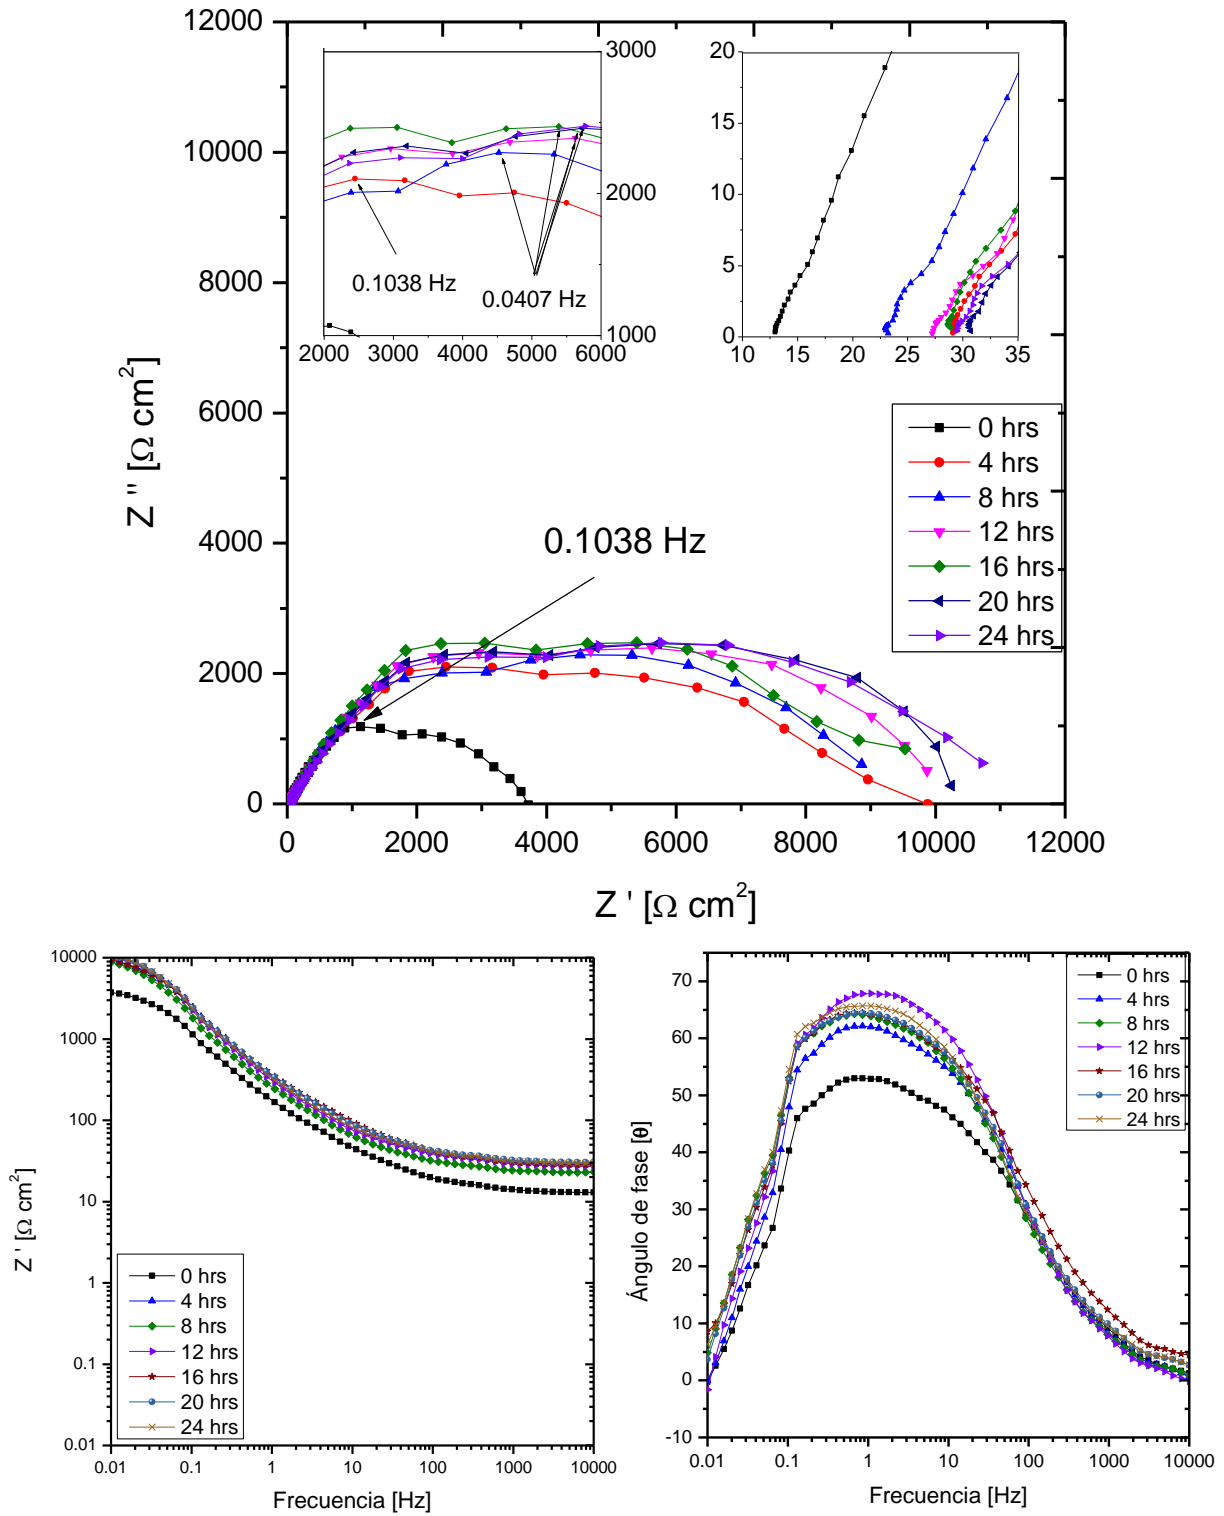 12000
10000
8000
6000
4000
2000
0
Z '' [Ω cm²]
3000
2000
1000
2000 3000 4000 5000 6000
0.1038 Hz
0.0407 Hz
20
15
10
5
0
10 15 20 25 30 35
0 hrs
4 hrs
8 hrs
12 hrs
16 hrs
20 hrs
24 hrs
0.1038 Hz
0 2000 4000 6000 8000 10000 12000
Z ' [Ω cm²]
10000
1000
100
10
1
0.1
0.01
Z ' [Ω cm²]
0 hrs
4 hrs
8 hrs
12 hrs
16 hrs
20 hrs
24 hrs
0.01 0.1 1 10 100 1000 10000
Frecuencia [Hz]
70
60
50
40
30
20
10
0
-10
Ángulo de fase [θ]
0 hrs
4 hrs
8 hrs
12 hrs
16 hrs
20 hrs
24 hrs
0.01 0.1 1 10 100 1000 10000
Frecuencia [Hz]